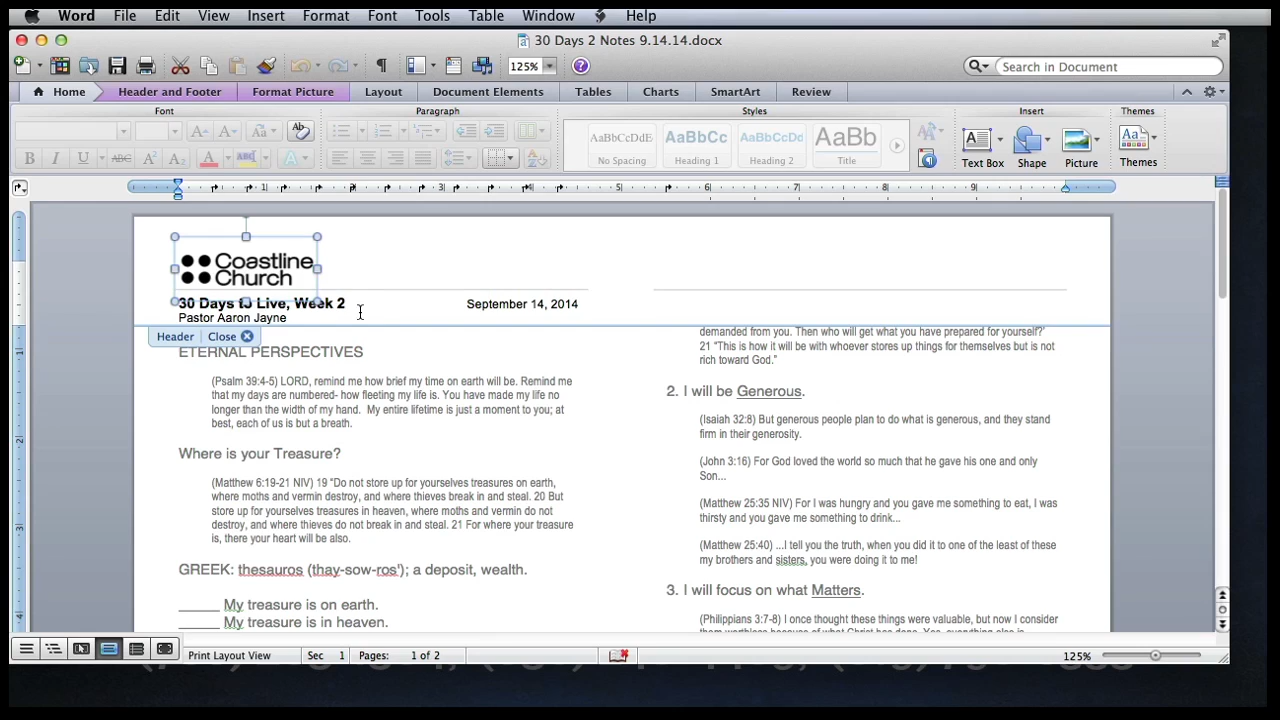 Word File Edit View Insert Format Font Tools Table Window Help
30 Days 2 Notes 9.14.14.docx
125% Search in Document
Home Header and Footer Format Picture Layout Document Elements Tables Charts SmartArt Review
Font Paragraph Styles Insert Themes
AaBbCcDdE AaBbCc AaBbCcDc AaBb
No Spacing Heading 1 Heading 2 Title
B I U ABC A² A₂ ABC
Text Box Shape Picture Themes
1 2 3 4 5 6 7 8 9
Coastline
Church
30 Days to Live, Week 2 September 14, 2014
Pastor Aaron Jayne
Header Close
ETERNAL PERSPECTIVES
(Psalm 39:4-5) LORD, remind me how brief my time on earth will be. Remind me
that my days are numbered- how fleeting my life is. You have made my life no
longer than the width of my hand. My entire lifetime is just a moment to you; at
best, each of us is but a breath.
Where is your Treasure?
(Matthew 6:19-21 NIV) 19 “Do not store up for yourselves treasures on earth,
where moths and vermin destroy, and where thieves break in and steal. 20 But
store up for yourselves treasures in heaven, where moths and vermin do not
destroy, and where thieves do not break in and steal. 21 For where your treasure
is, there your heart will be also.
GREEK: thesauros (thay-sow-ros'); a deposit, wealth.
_____ My treasure is on earth.
_____ My treasure is in heaven.
demanded from you. Then who will get what you have prepared for yourself?’
21 “This is how it will be with whoever stores up things for themselves but is not
rich toward God.”
2. I will be Generous.
(Isaiah 32:8) But generous people plan to do what is generous, and they stand
firm in their generosity.
(John 3:16) For God loved the world so much that he gave his one and only
Son...
(Matthew 25:35 NIV) For I was hungry and you gave me something to eat, I was
thirsty and you gave me something to drink...
(Matthew 25:40) ...I tell you the truth, when you did it to one of the least of these
my brothers and sisters, you were doing it to me!
3. I will focus on what Matters.
(Philippians 3:7-8) I once thought these things were valuable, but now I consider
Print Layout View Sec 1 Pages: 1 of 2 125%